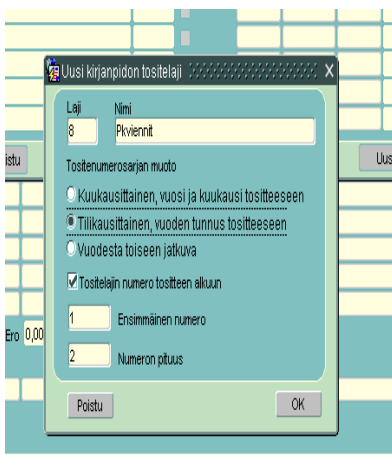 Uusi kirjanpidon tositelaji
Laji Nimi
8 Pkviennit
istu
Uus
Tositenumerosarjan muoto
Kuukausittainen, vuosi ja kuukausi tositteeseen
Tilikausittainen, vuoden tunnus tositteeseen
Vuodesta toiseen jatkuva
Tositelajin numero tositteen alkuun
1 Ensimmäinen numero
Ero 0,00
2 Numeron pituus
Poistu OK